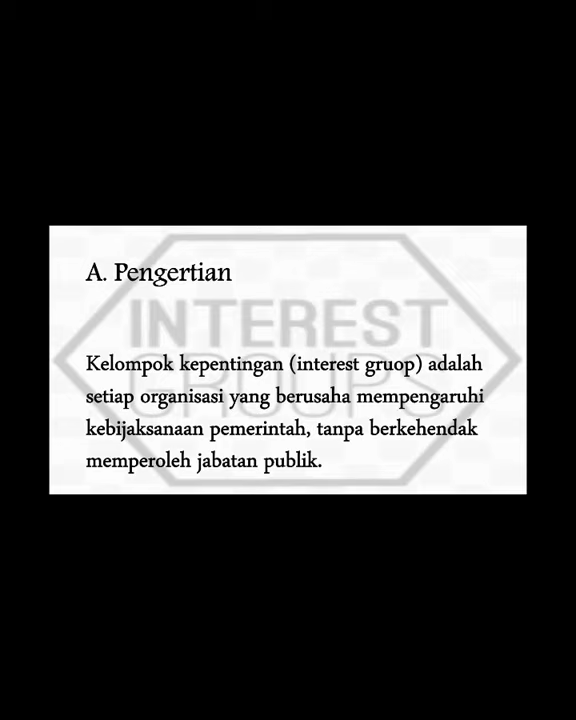 A. Pengertian
INTEREST
GROUPS
Kelompok kepentingan (interest gruop) adalah
setiap organisasi yang berusaha mempengaruhi
kebijaksanaan pemerintah, tanpa berkehendak
memperoleh jabatan publik.